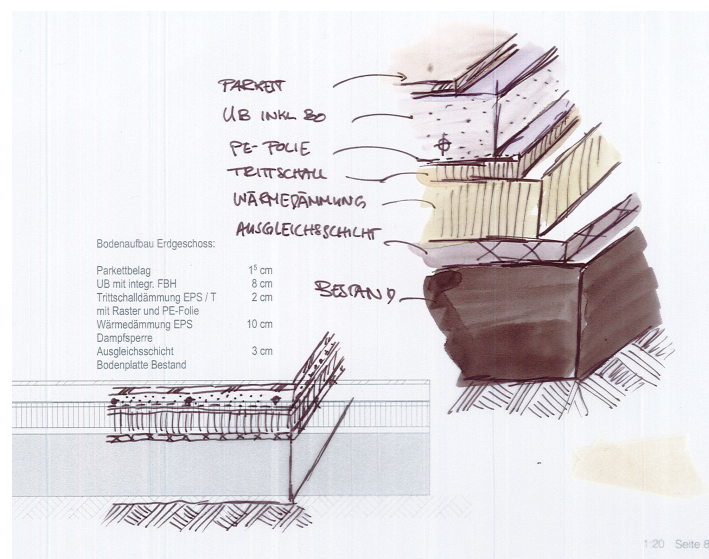 PARKETT
UB INKL BO
PE-FOLIE
TRITTSCHALL
WÄRMEDÄMMUNG
AUSGLEICHSSCHICHT
BESTAND
Bodenaufbau Erdgeschoss:
Parkettbelag 1⁵ cm
UB mit integr. FBH 8 cm
Trittschalldämmung EPS / T 2 cm
mit Raster und PE-Folie
Wärmedämmung EPS 10 cm
Dampfsperre
Ausgleichsschicht 3 cm
Bodenplatte Bestand
1:20 Seite 8